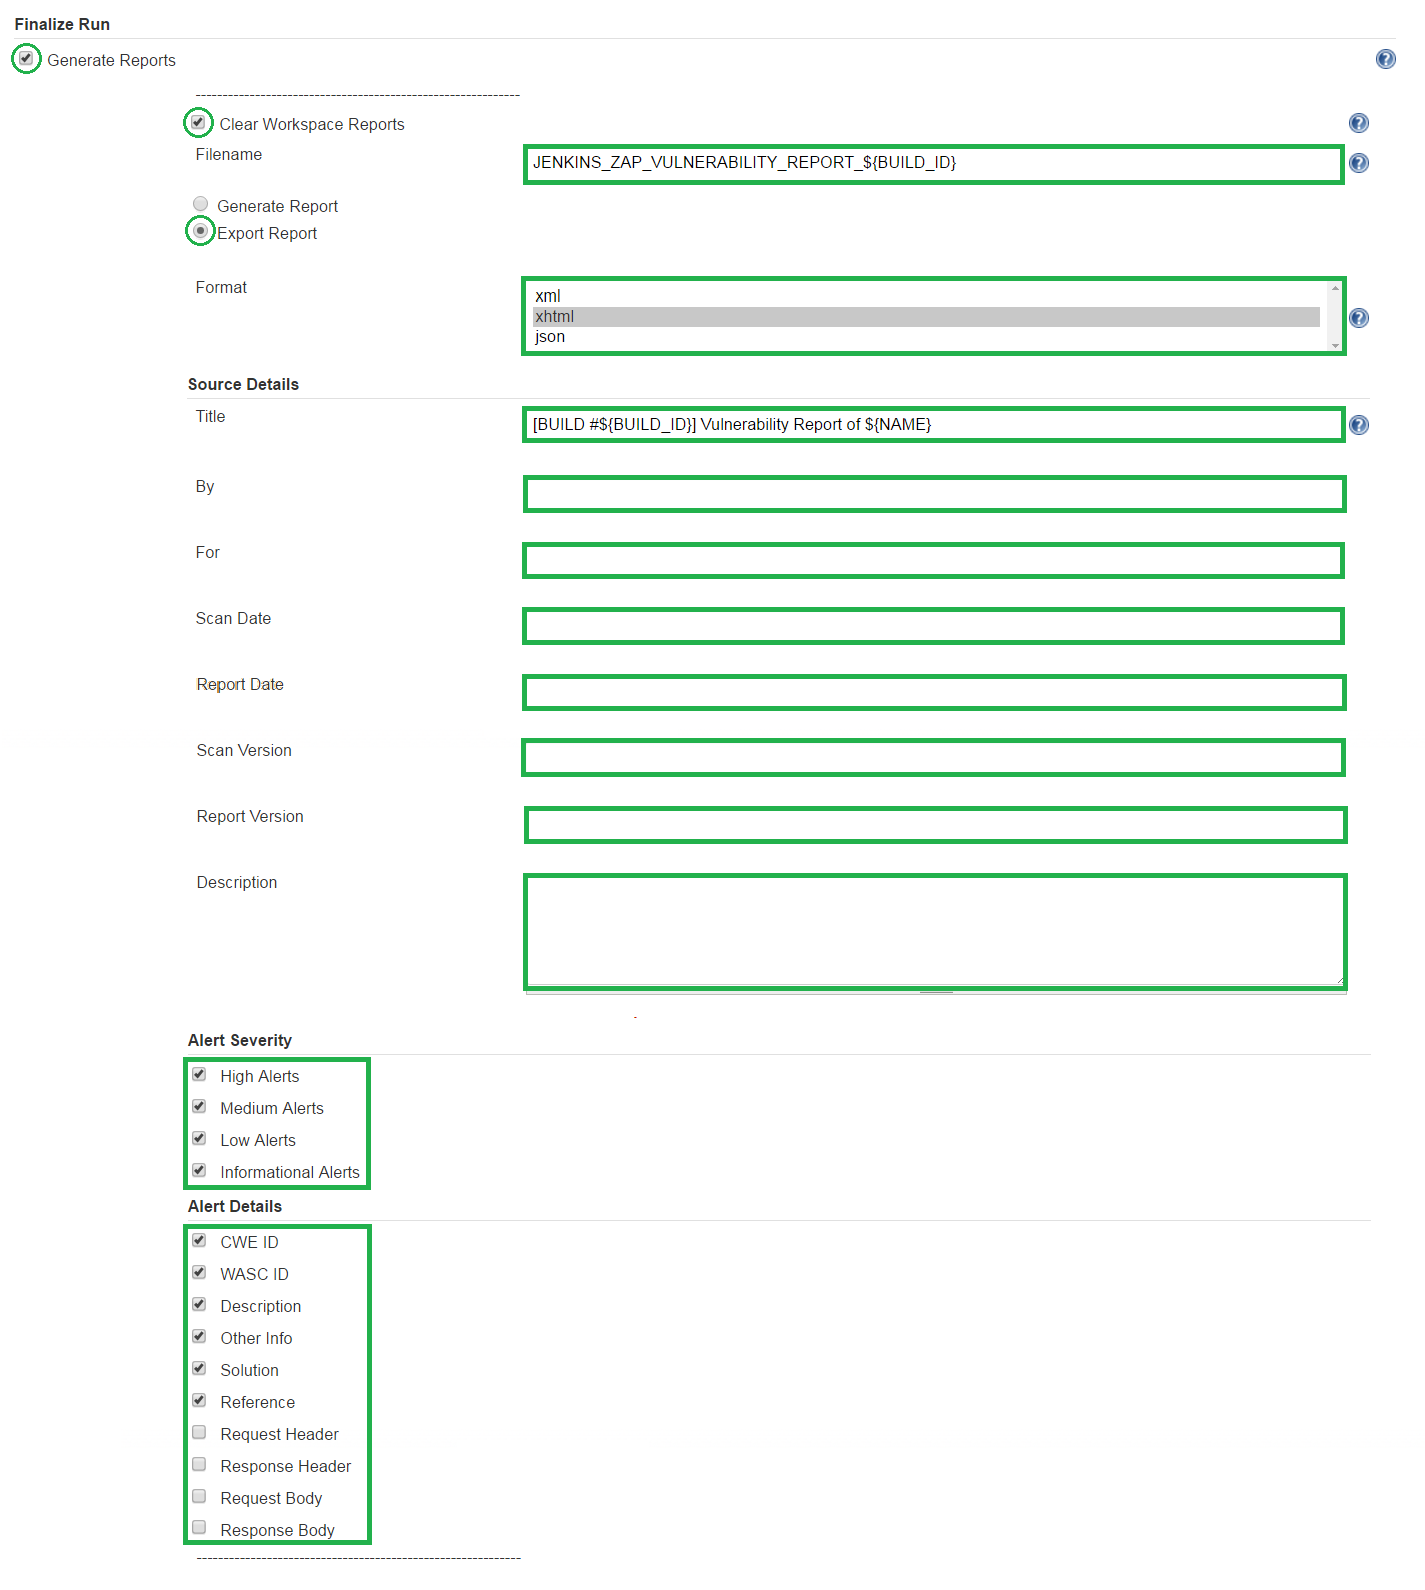 Finalize Run
Generate Reports
------------------------------------------------------------
Clear Workspace Reports
Filename
JENKINS_ZAP_VULNERABILITY_REPORT_${BUILD_ID}
Generate Report
Export Report
Format
xml
xhtml
json
Source Details
Title
[BUILD #${BUILD_ID}] Vulnerability Report of ${NAME}
By
For
Scan Date
Report Date
Scan Version
Report Version
Description
Alert Severity
High Alerts
Medium Alerts
Low Alerts
Informational Alerts
Alert Details
CWE ID
WASC ID
Description
Other Info
Solution
Reference
Request Header
Response Header
Request Body
Response Body
------------------------------------------------------------